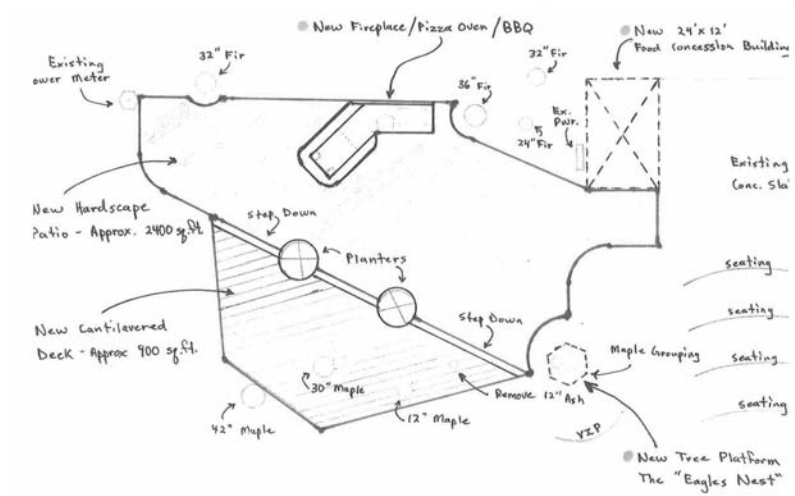 New Fireplace/Pizza Oven/BBQ
New 24'x12'
Food Concession Buildin
32" Fir
32" Fir
Existing
ower meter
36" Fir
Ex.
Pwr.
24" Fir
Existing
Conc. Sla
New Hardscape
Patio - Approx. 2400 sq.ft.
Step Down
Planters
seating
New Cantilevered
Deck - Approx 900 sq.ft.
Step Down
seating
Maple Grouping
seating
30" Maple
Remove 12" Ash
42" Maple
12" Maple
seating
VIP
New Tree Platform
The "Eagles Nest"